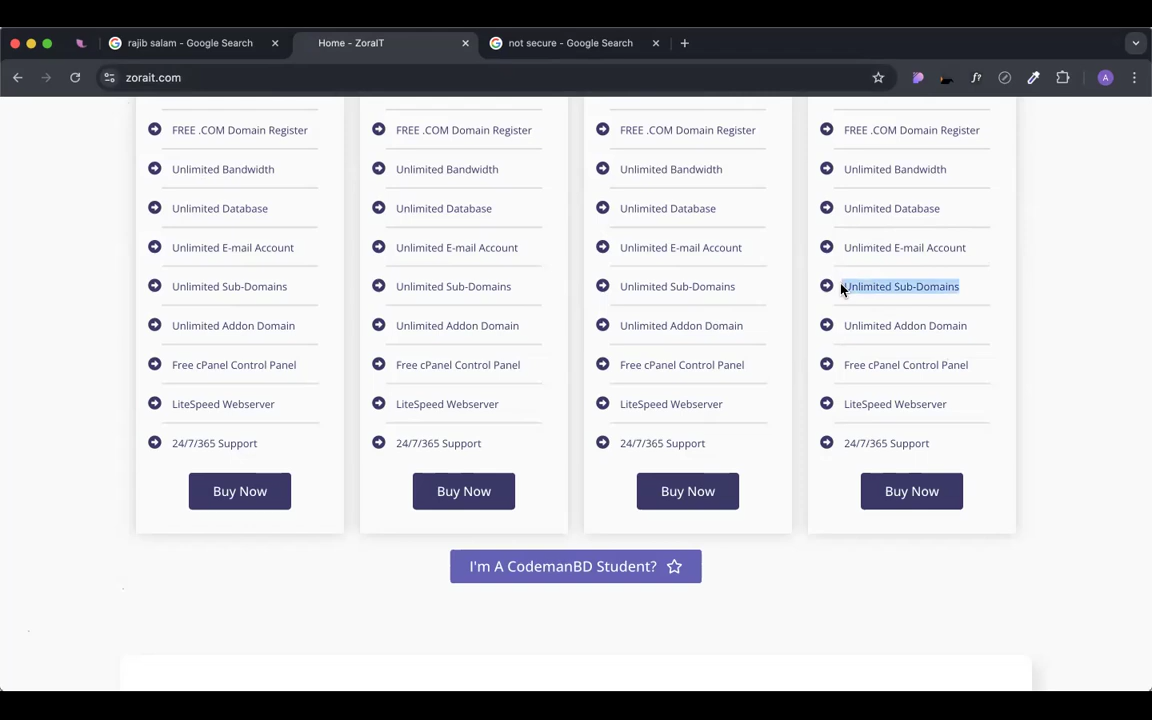 rajib salam - Google Search
Home - ZoraIT
not secure - Google Search
zorait.com
f?
A
FREE .COM Domain Register
Unlimited Bandwidth
Unlimited Database
Unlimited E-mail Account
Unlimited Sub-Domains
Unlimited Addon Domain
Free cPanel Control Panel
LiteSpeed Webserver
24/7/365 Support
Buy Now
FREE .COM Domain Register
Unlimited Bandwidth
Unlimited Database
Unlimited E-mail Account
Unlimited Sub-Domains
Unlimited Addon Domain
Free cPanel Control Panel
LiteSpeed Webserver
24/7/365 Support
Buy Now
FREE .COM Domain Register
Unlimited Bandwidth
Unlimited Database
Unlimited E-mail Account
Unlimited Sub-Domains
Unlimited Addon Domain
Free cPanel Control Panel
LiteSpeed Webserver
24/7/365 Support
Buy Now
FREE .COM Domain Register
Unlimited Bandwidth
Unlimited Database
Unlimited E-mail Account
Unlimited Sub-Domains
Unlimited Addon Domain
Free cPanel Control Panel
LiteSpeed Webserver
24/7/365 Support
Buy Now
I'm A CodemanBD Student?